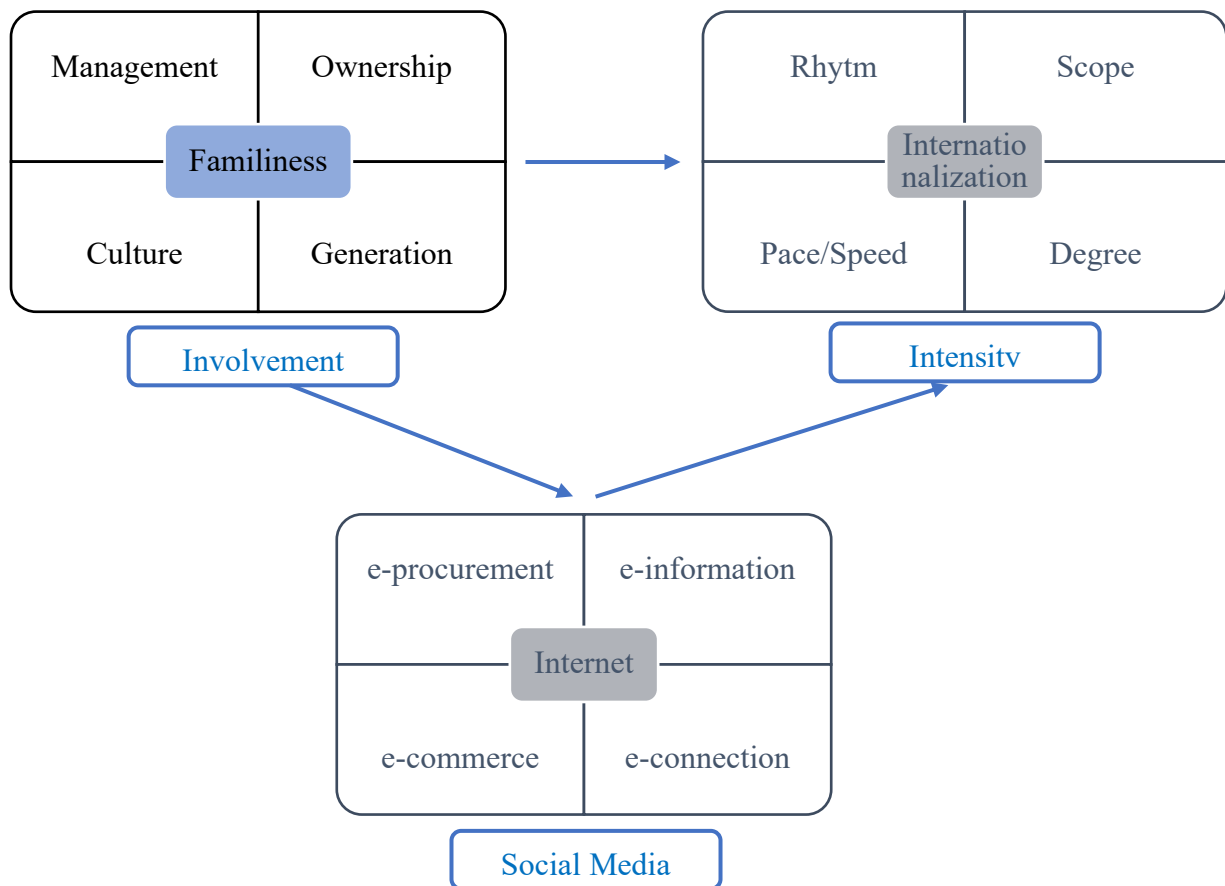 Management
Ownership
Familiness
Culture
Generation
Involvement
Rhytm
Scope
Internatio
nalization
Pace/Speed
Degree
Intensity
e-procurement
e-information
Internet
e-commerce
e-connection
Social Media